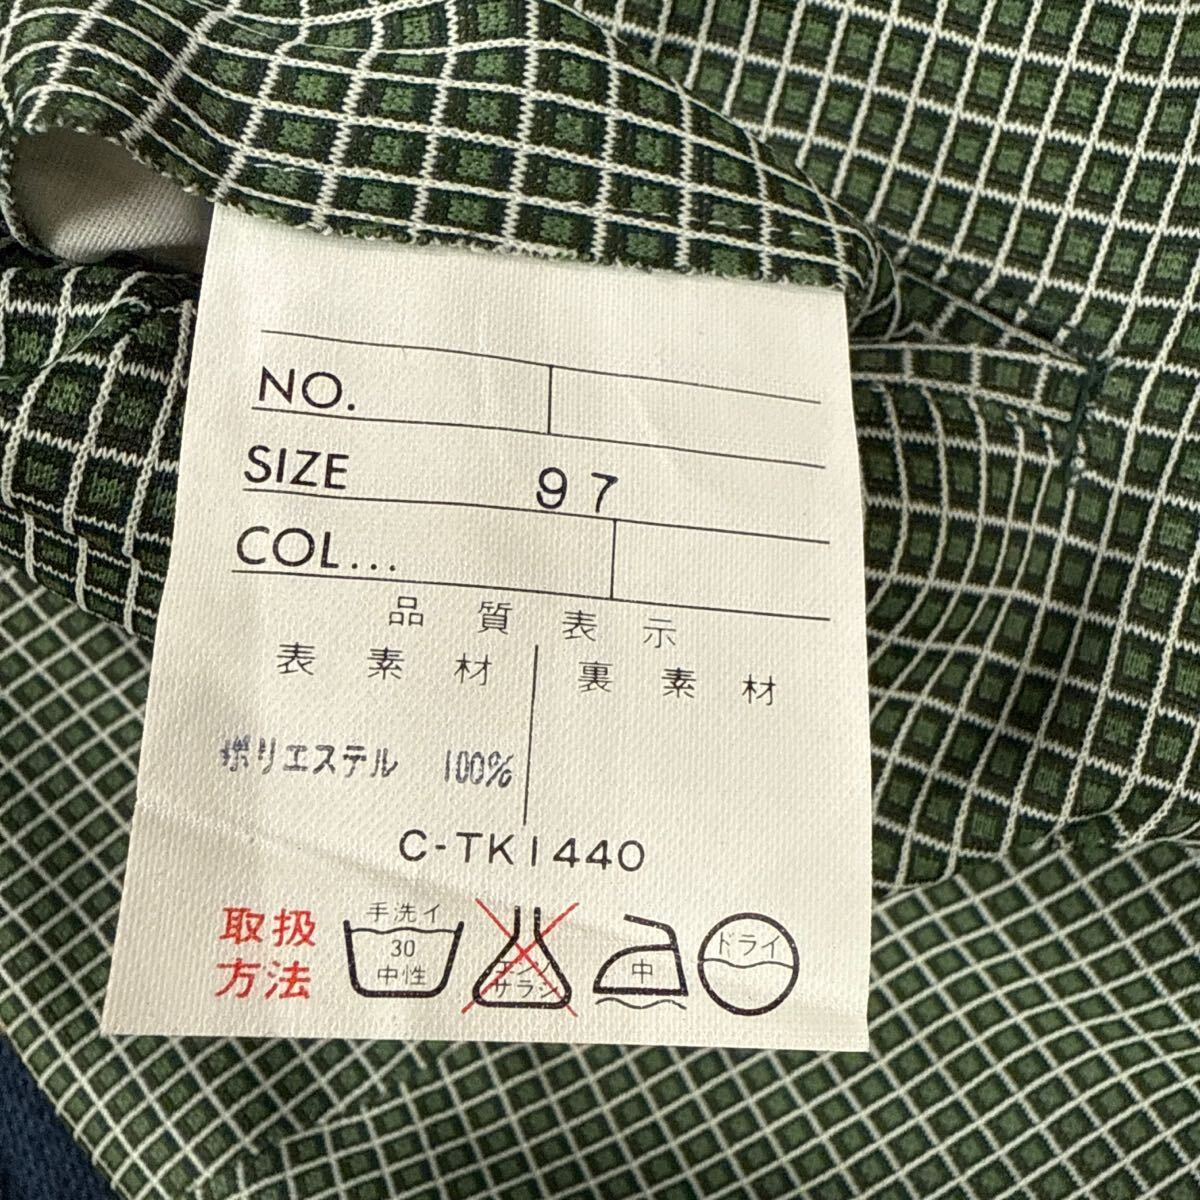 NO.
SIZE 97
COL...
品質表示
表素材 裏素材
ポリエステル 100%
C-TK1440
取扱
方法
手洗イ
30
中性
エンソ
サラシ
中
ドライ